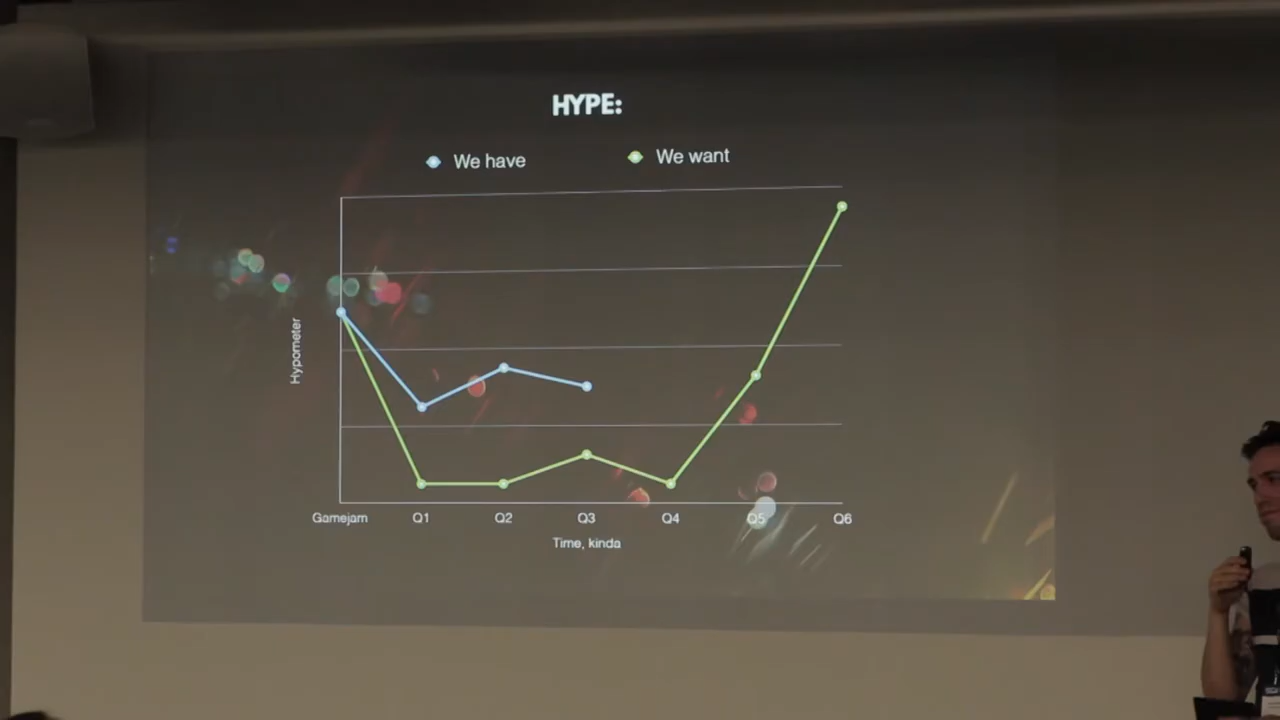 HYPE:
We have
We want
Hypometer
Gamejam Q1 Q2 Q3 Q4 Q5 Q6
Time, kinda